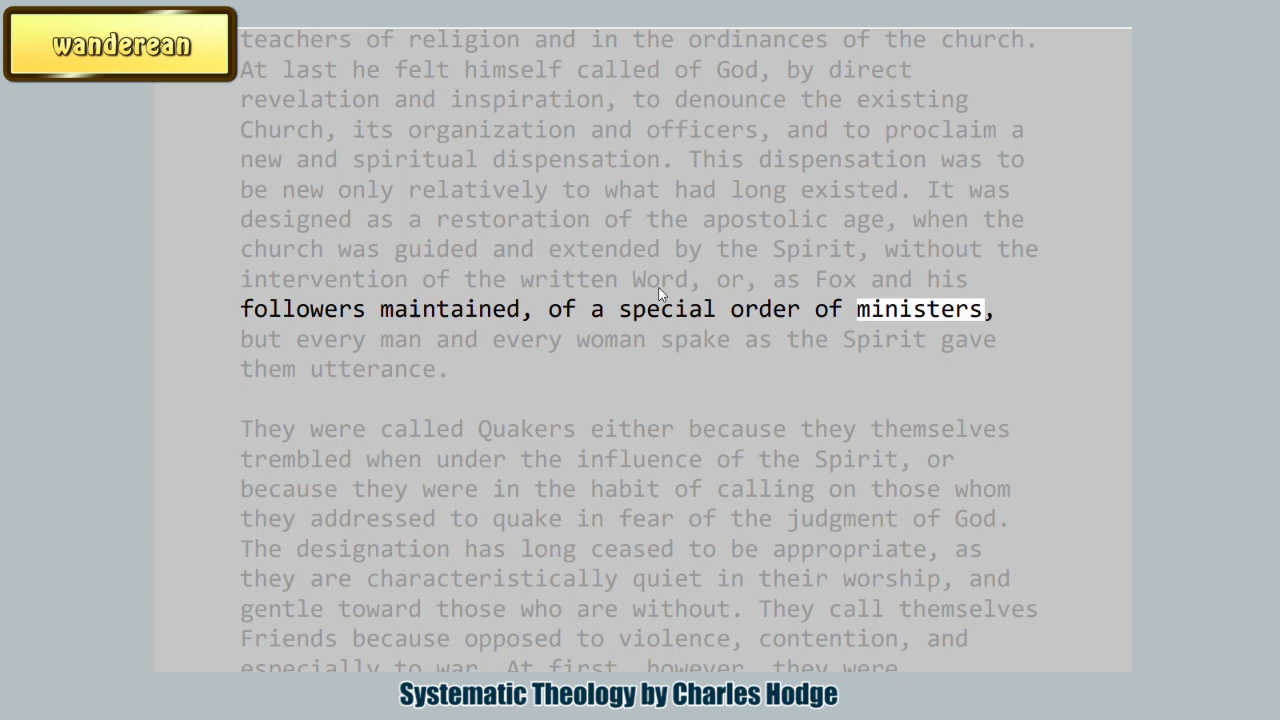 wanderean
teachers of religion and in the ordinances of the church.
At last he felt himself called of God, by direct
revelation and inspiration, to denounce the existing
Church, its organization and officers, and to proclaim a
new and spiritual dispensation. This dispensation was to
be new only relatively to what had long existed. It was
designed as a restoration of the apostolic age, when the
church was guided and extended by the Spirit, without the
intervention of the written Word, or, as Fox and his
followers maintained, of a special order of ministers,
but every man and every woman spake as the Spirit gave
them utterance.
They were called Quakers either because they themselves
trembled when under the influence of the Spirit, or
because they were in the habit of calling on those whom
they addressed to quake in fear of the judgment of God.
The designation has long ceased to be appropriate, as
they are characteristically quiet in their worship, and
gentle toward those who are without. They call themselves
Friends because opposed to violence, contention, and
especially to war. At first, however, they were
Systematic Theology by Charles Hodge